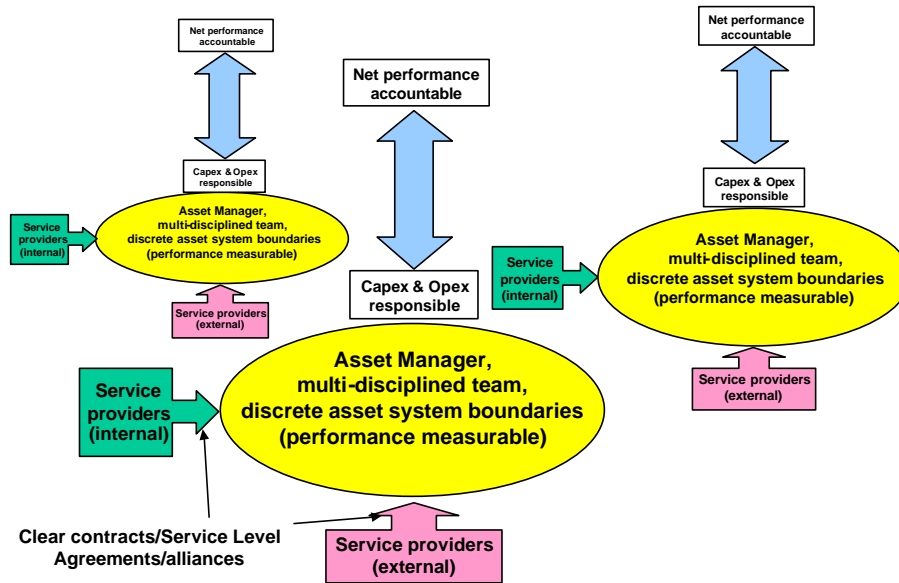 Net performance
accountable
Capex & Opex
responsible
Asset Manager,
multi-disciplined team,
discrete asset system boundaries
(performance measurable)
Service
providers
(internal)
Service providers
(external)
Net performance
accountable
Capex & Opex
responsible
Asset Manager,
multi-disciplined team,
discrete asset system boundaries
(performance measurable)
Service
providers
(internal)
Service providers
(external)
Clear contracts/Service Level
Agreements/alliances
Net performance
accountable
Capex & Opex
responsible
Asset Manager,
multi-disciplined team,
discrete asset system boundaries
(performance measurable)
Service
providers
(internal)
Service providers
(external)